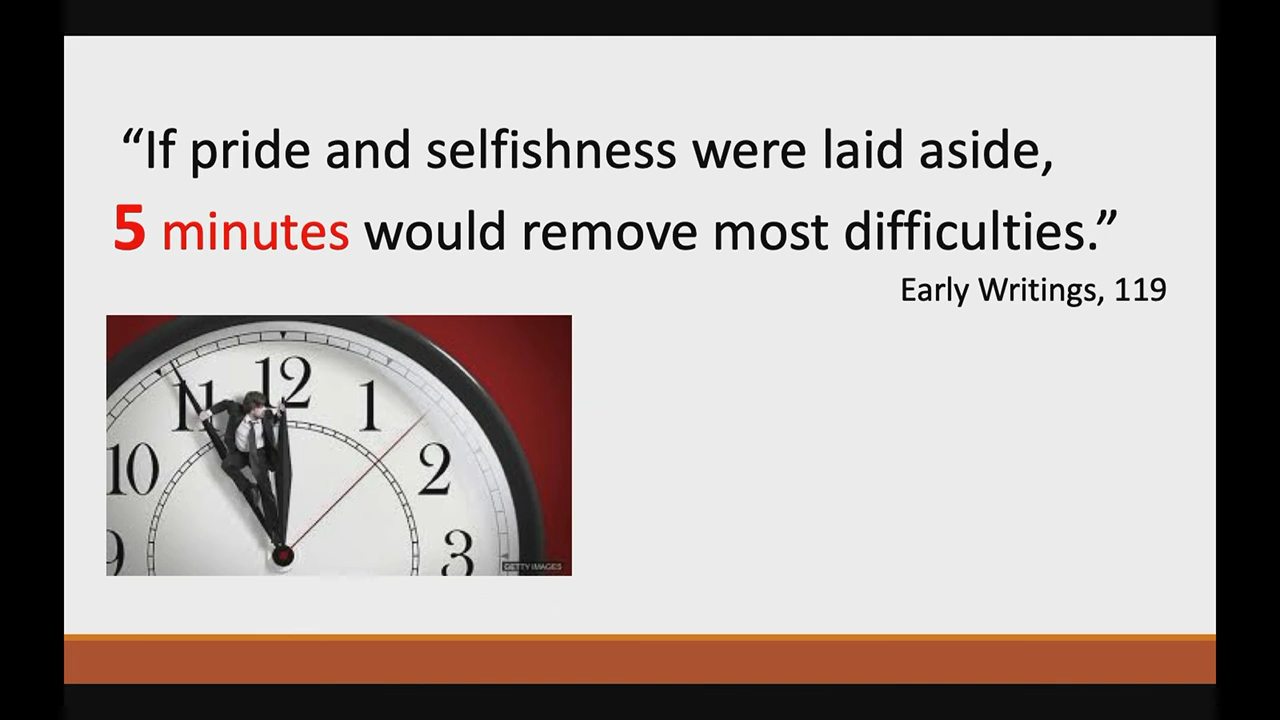 “If pride and selfishness were laid aside,
5 minutes would remove most difficulties.”
Early Writings, 119
11 12 1
10 2
9 3
GETTY IMAGES